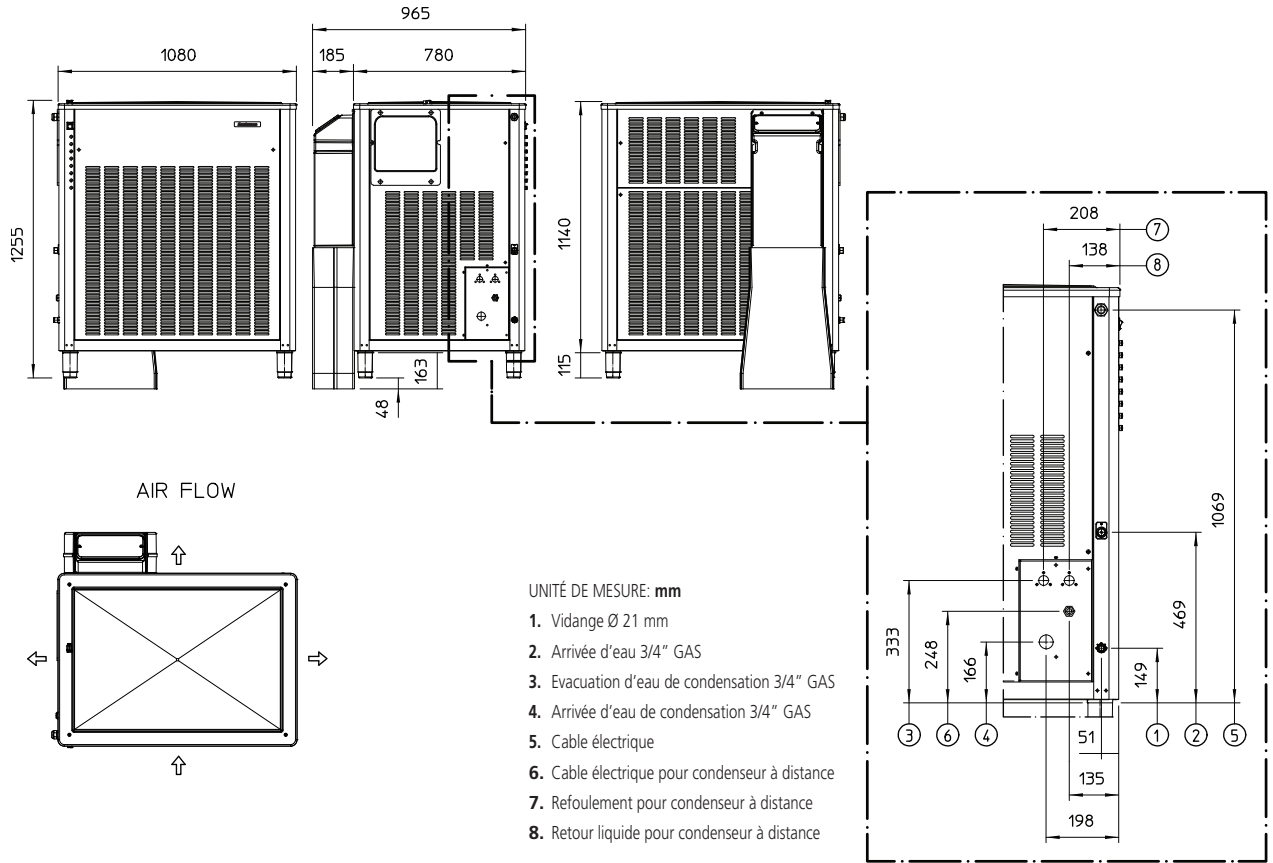 965
1080
185
780
1255
1140
115
163
48
208
7
138
8
1069
469
333
248
166
149
3
6
4
51
1
2
5
135
198
AIR FLOW
UNITÉ DE MESURE: mm
1. Vidange Ø 21 mm
2. Arrivée d'eau 3/4" GAS
3. Evacuation d'eau de condensation 3/4" GAS
4. Arrivée d'eau de condensation 3/4" GAS
5. Cable électrique
6. Cable électrique pour condenseur à distance
7. Refoulement pour condenseur à distance
8. Retour liquide pour condenseur à distance